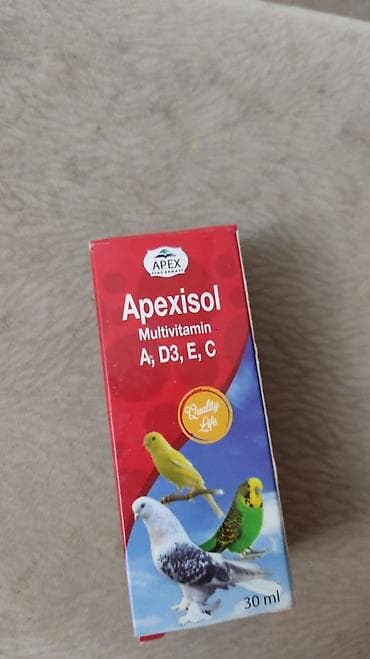 APEX
Apexisol
Multivitamin
A, D3, E, C
Quality
Life
30 ml